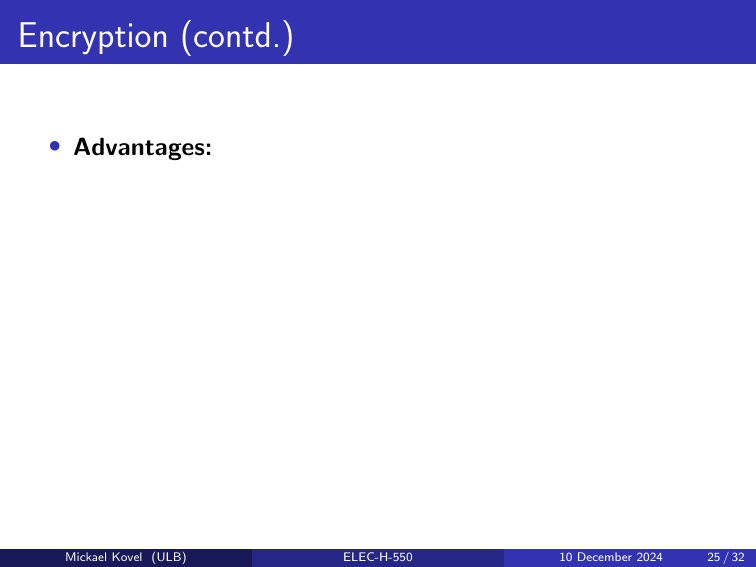 Encryption (contd.)
• Advantages:
Mickael Kovel (ULB) ELEC-H-550 10 December 2024 25 / 32